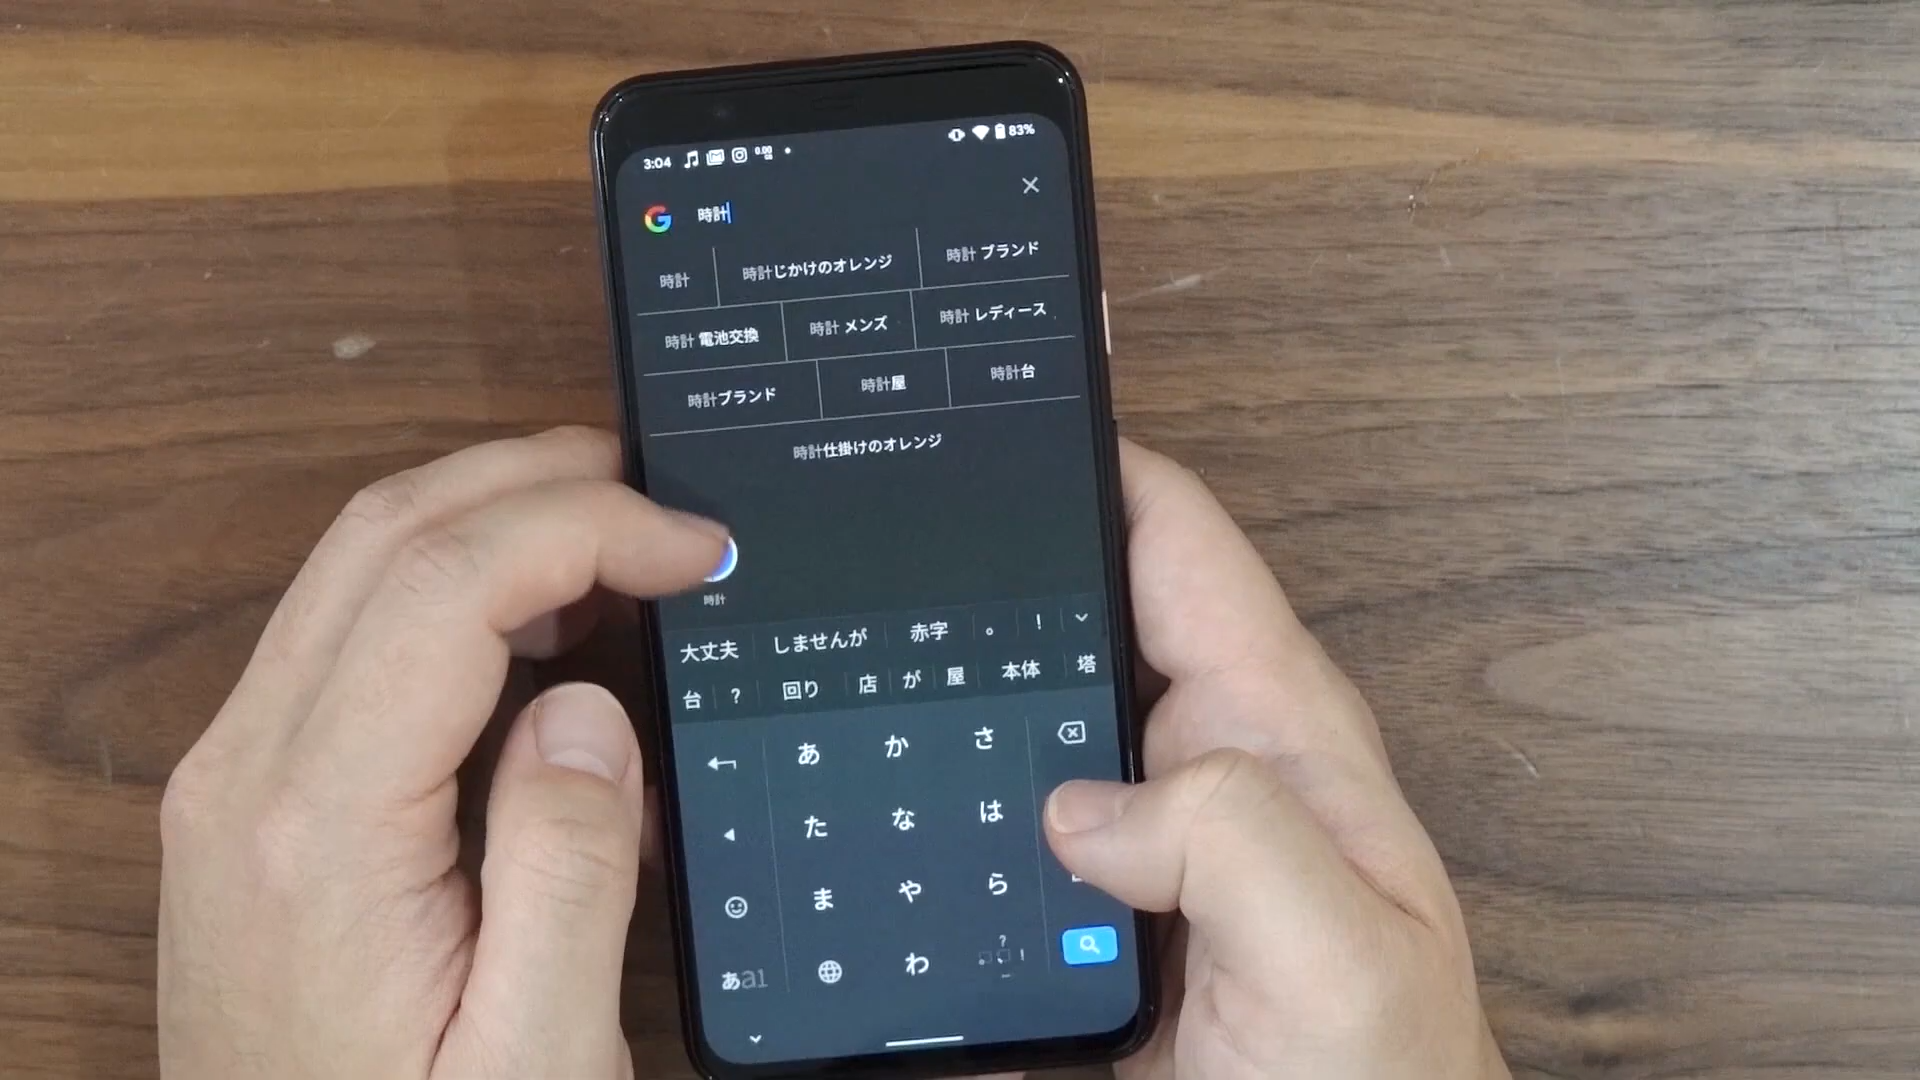 3:04 0.00 83%
時計
時計 時計じかけのオレンジ 時計 ブランド
時計 電池交換 時計 メンズ 時計 レディース
時計ブランド 時計屋 時計台
時計仕掛けのオレンジ
時計
大丈夫 しませんが 赤字 。 !
台 ? 回り 店 が 屋 本体 塔
あ か さ
た な は
ま や ら
あa1 わ 。?!